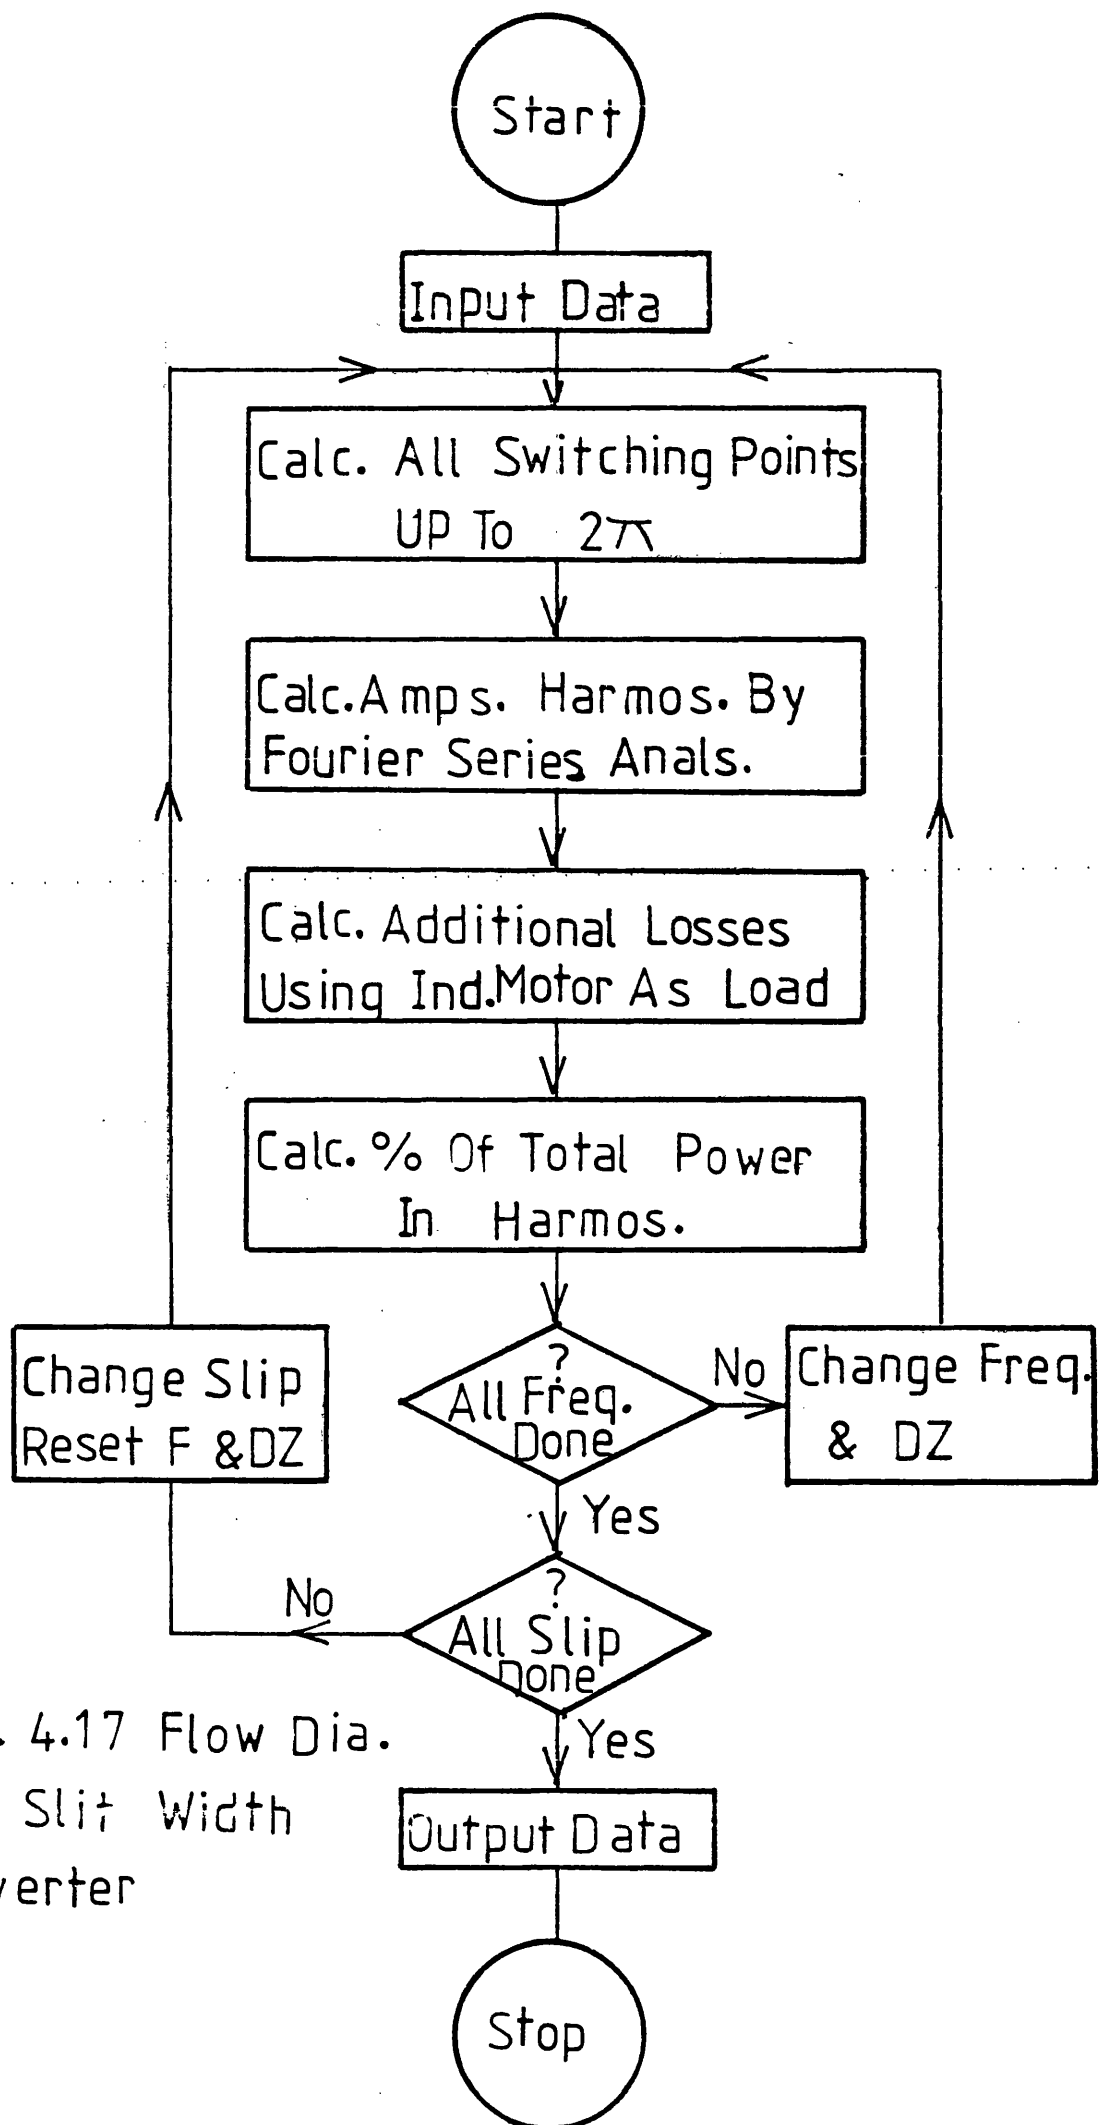 Start
Input Data
Calc. All Switching Points
UP To 2π
Calc. Amps. Harmos. By
Fourier Series Anals.
Calc. Additional Losses
Using Ind. Motor As Load
Calc. % Of Total Power
In Harmos.
?
All Freq.
Done
No
Change Freq.
& DZ
Change Slip
Reset F & DZ
Yes
?
All Slip
Done
No
Yes
4.17 Flow Dia.
Slit Width
verter
Output Data
Stop